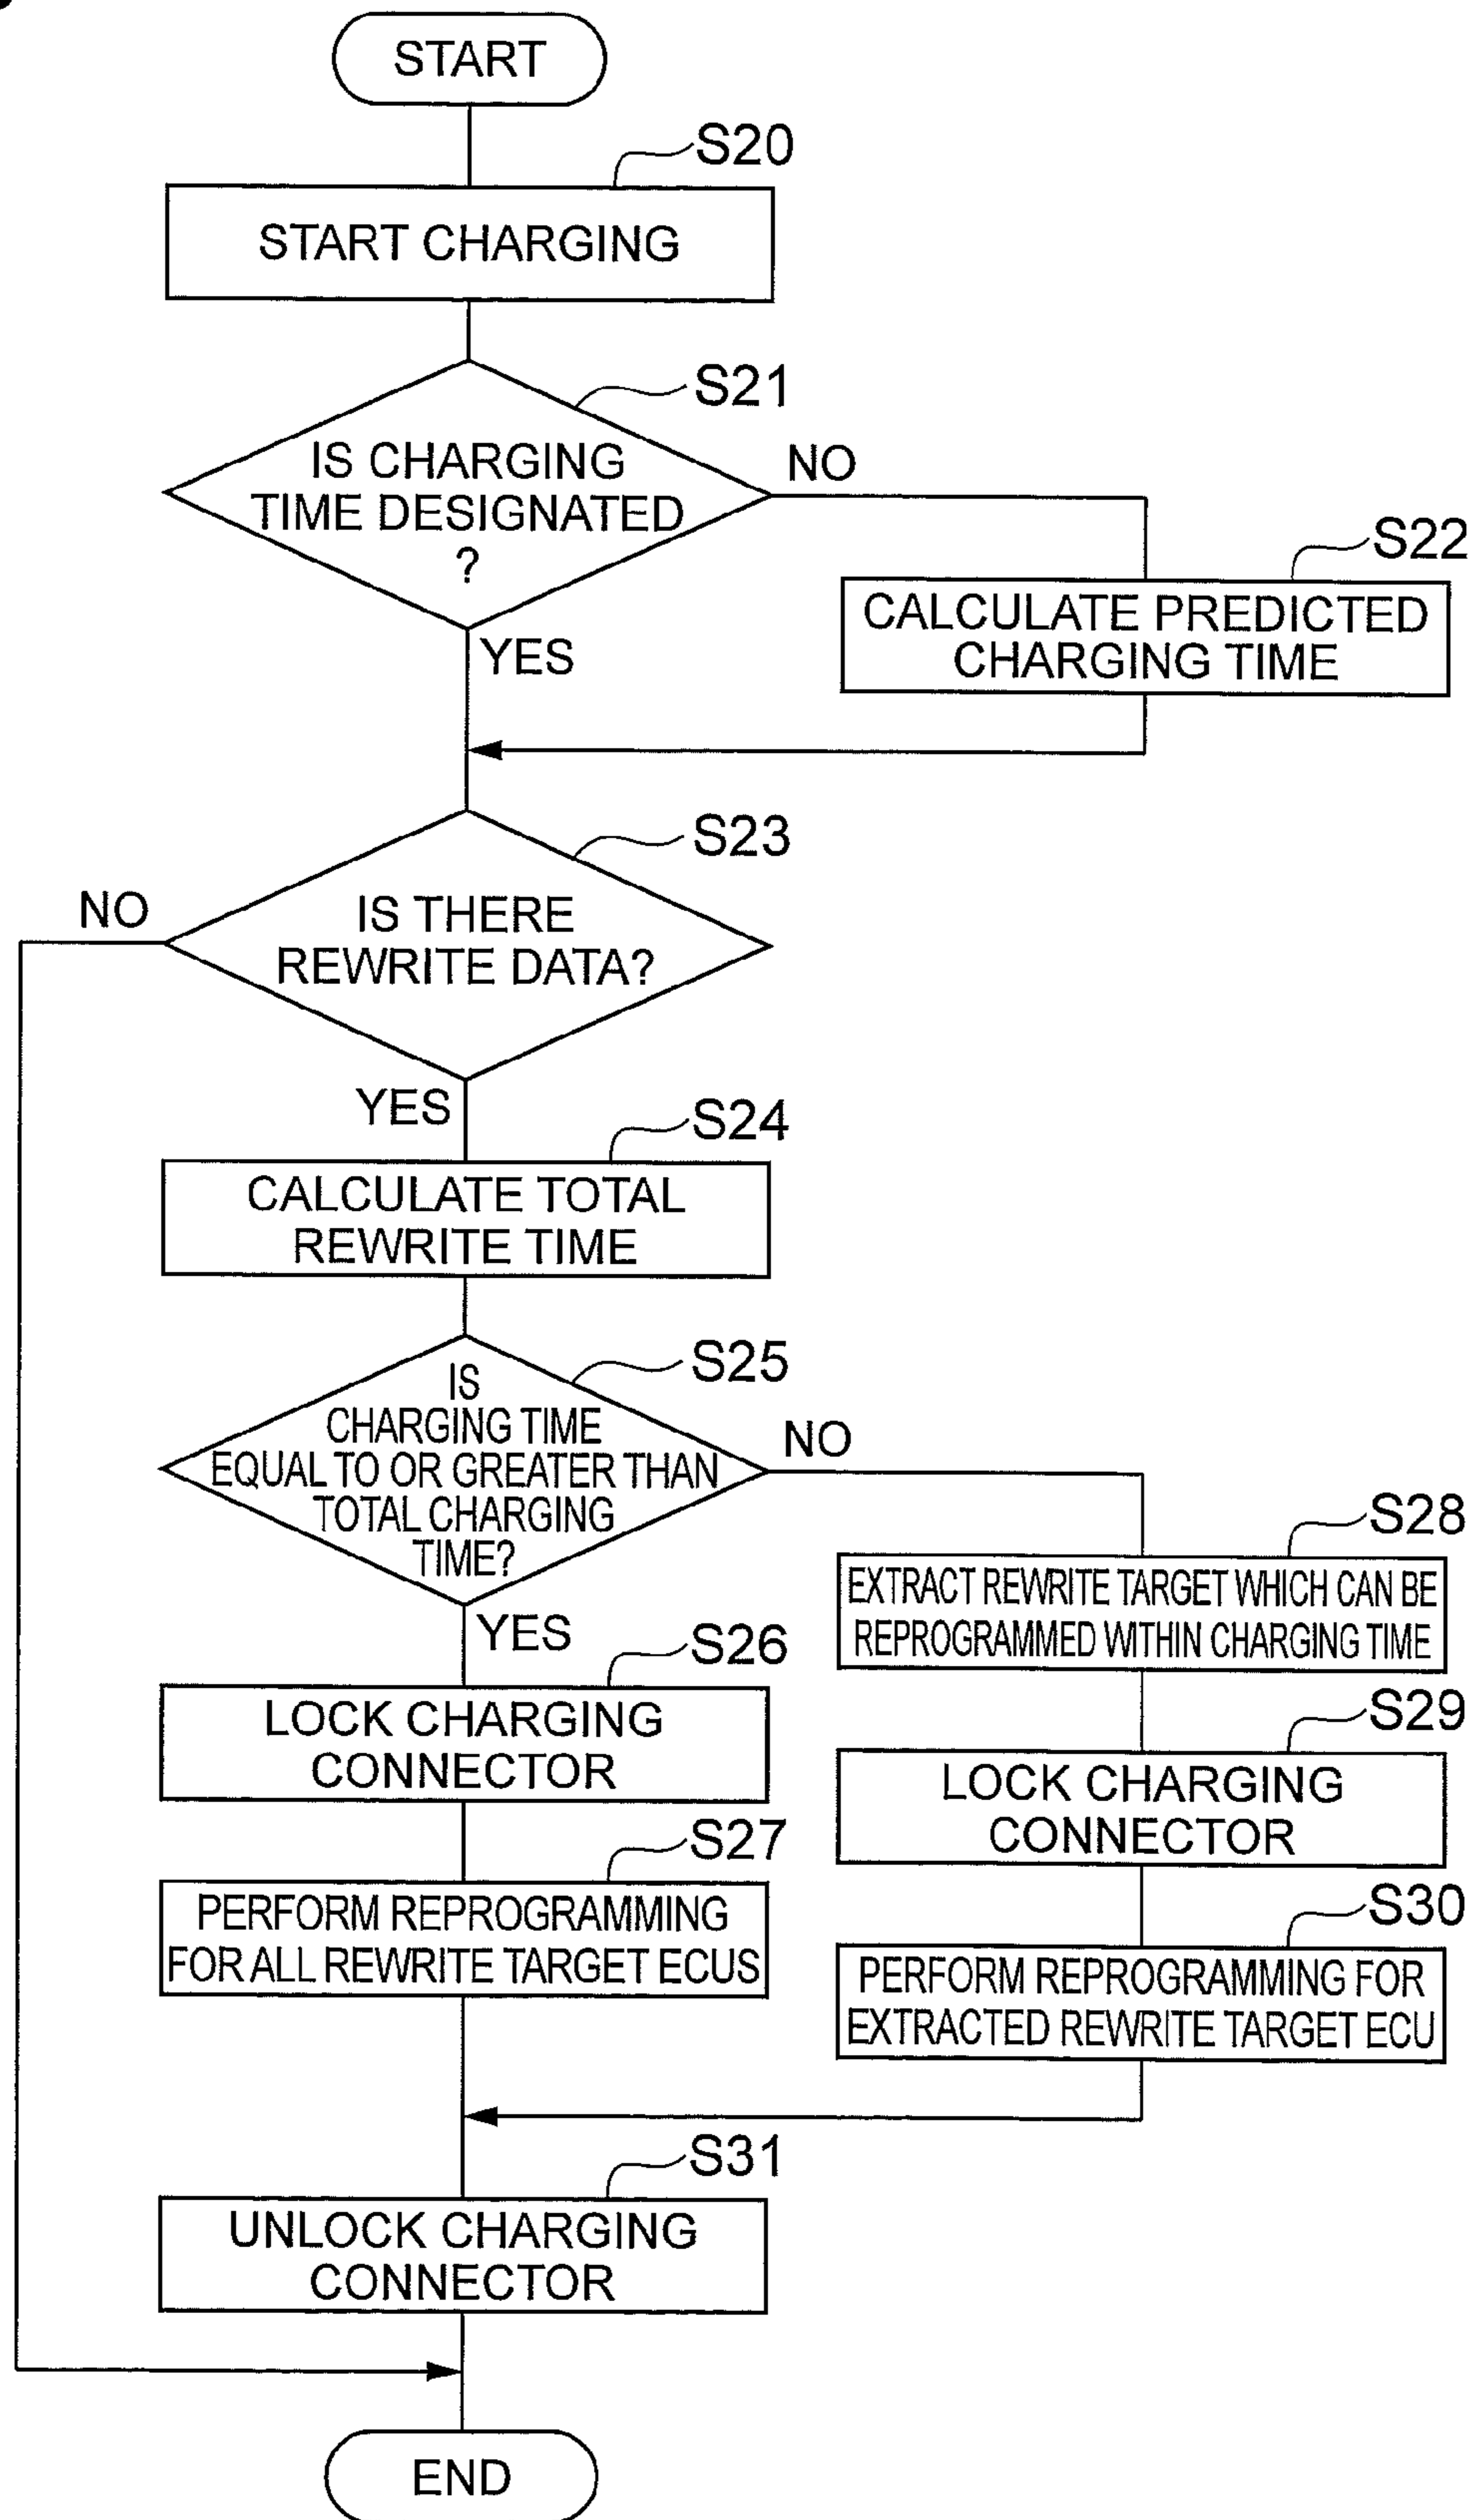 START
S20
START CHARGING
S21
IS CHARGING
TIME DESIGNATED
?
NO
YES
S22
CALCULATE PREDICTED
CHARGING TIME
S23
IS THERE
REWRITE DATA?
NO
YES
S24
CALCULATE TOTAL
REWRITE TIME
S25
IS
CHARGING TIME
EQUAL TO OR GREATER THAN
TOTAL CHARGING
TIME?
NO
YES
S26
LOCK CHARGING
CONNECTOR
S27
PERFORM REPROGRAMMING
FOR ALL REWRITE TARGET ECUS
S28
EXTRACT REWRITE TARGET WHICH CAN BE
REPROGRAMMED WITHIN CHARGING TIME
S29
LOCK CHARGING
CONNECTOR
S30
PERFORM REPROGRAMMING FOR
EXTRACTED REWRITE TARGET ECU
S31
UNLOCK CHARGING
CONNECTOR
END